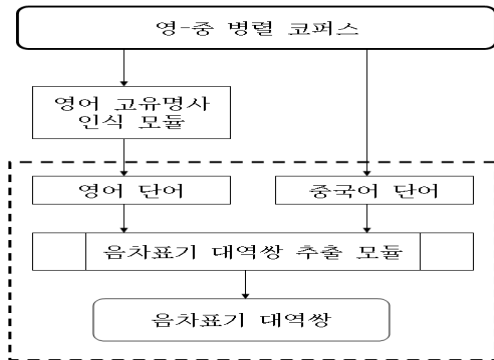 영-중 병렬 코퍼스
영어 고유명사
인식 모듈
영어 단어
중국어 단어
음차표기 대역쌍 추출 모듈
음차표기 대역쌍